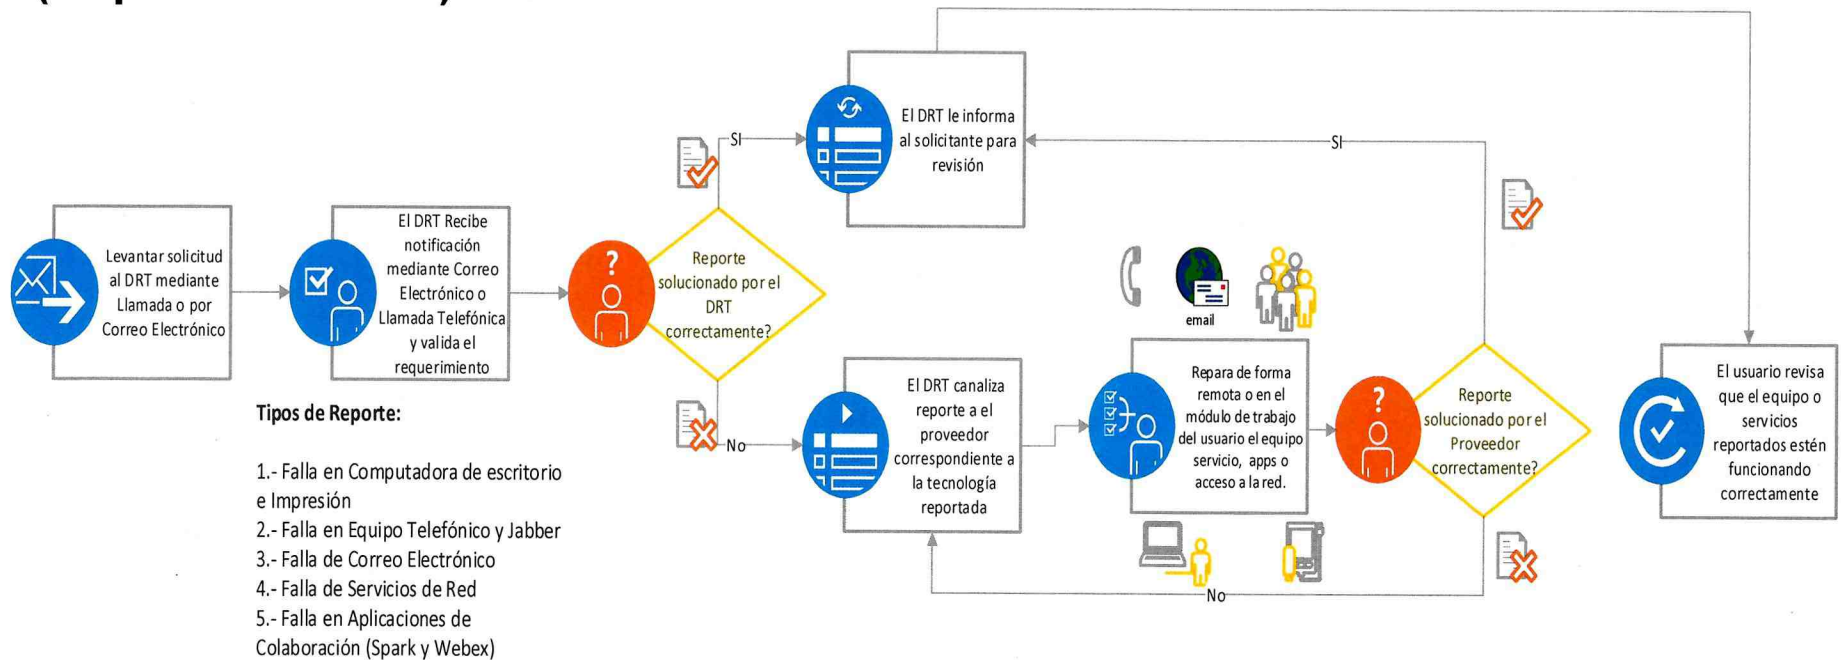 Levantar solicitud
al DRT mediante
Llamada o por
Correo Electrónico
El DRT Recibe
notificación
mediante Correo
Electrónico o
Llamada Telefónica
y valida el
requerimiento
?
Reporte
solucionado por el
DRT
correctamente?
SI
El DRT le informa
al solicitante para
revisión
No
El DRT canaliza
reporte a el
proveedor
correspondiente a
la tecnología
reportada
email
Repara de forma
remota o en el
módulo de trabajo
del usuario el equipo
servicio, apps o
acceso a la red.
?
Reporte
solucionado por el
Proveedor
correctamente?
SI
No
El usuario revisa
que el equipo o
servicios
reportados estén
funcionando
correctamente
Tipos de Reporte:
1.- Falla en Computadora de escritorio
e Impresión
2.- Falla en Equipo Telefónico y Jabber
3.- Falla de Correo Electrónico
4.- Falla de Servicios de Red
5.- Falla en Aplicaciones de
Colaboración (Spark y Webex)